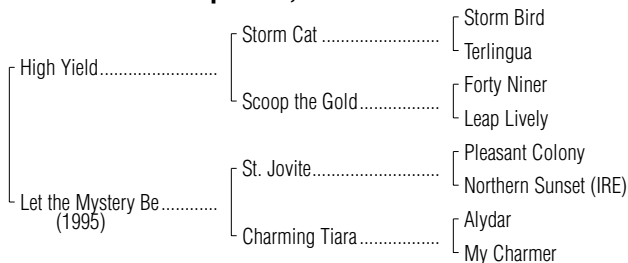 Storm Bird
Storm Cat ........................
Terlingua
High Yield........................
Forty Niner
Scoop the Gold................
Leap Lively
Pleasant Colony
St. Jovite.........................
Northern Sunset (IRE)
Let the Mystery Be...........
(1995)
Alydar
Charming Tiara................
My Charmer